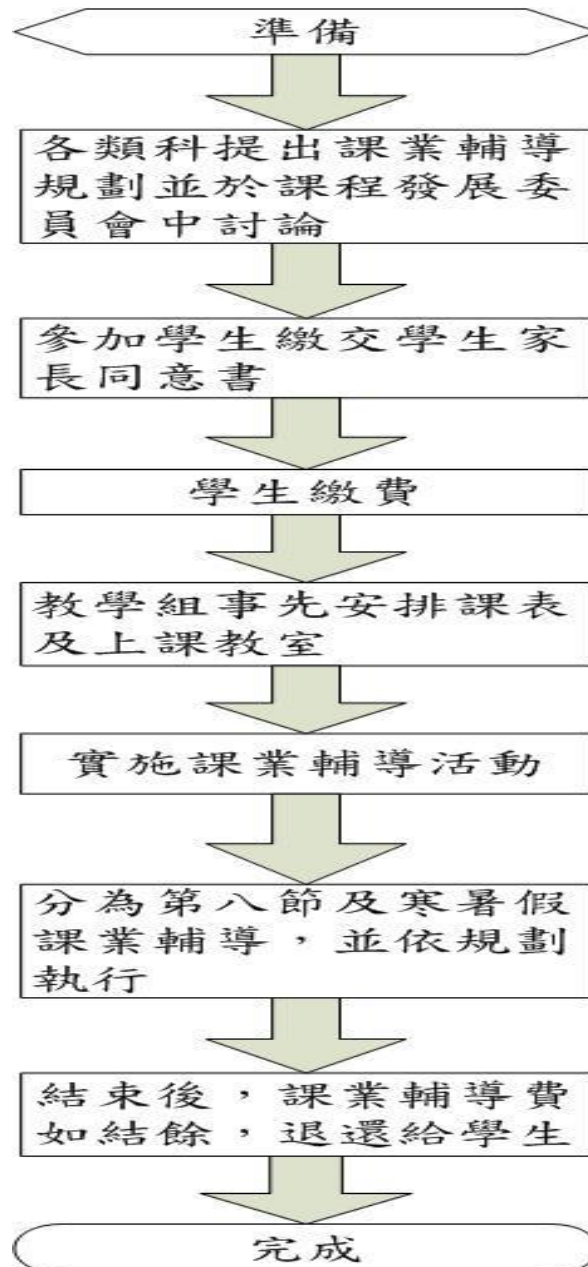 準備
各類科提出課業輔導
規劃並於課程發展委
員會中討論
參加學生繳交學生家
長同意書
學生繳費
教學組事先安排課表
及上課教室
實施課業輔導活動
分為第八節及寒暑假
課業輔導，並依規劃
執行
結束後，課業輔導費
如結餘，退還給學生
完成